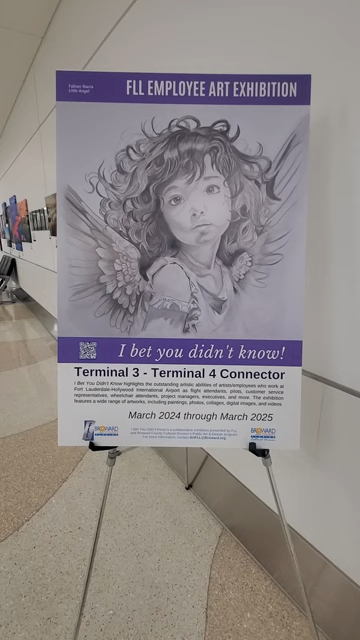 Little Angel
FLL EMPLOYEE ART EXHIBITION
I bet you didn't know!
Terminal 3 - Terminal 4 Connector
I Bet You Didn't Know highlights the outstanding artistic abilities of artists/employees who work at
Fort Lauderdale-Hollywood International Airport as flight attendants, pilots, customer service
representatives, wheelchair attendants, project managers, executives, and more. The exhibition
features a wide range of artworks, including paintings, photos, collages, digital images, and videos.
March 2024 through March 2025
BROWARD
BROWARD